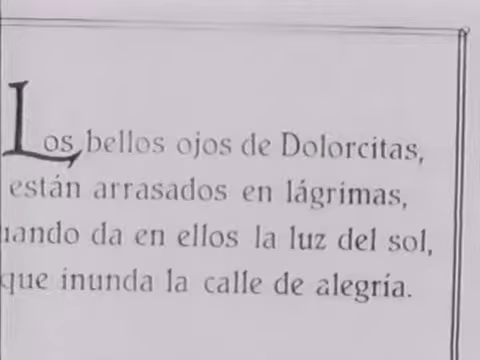 Los bellos ojos de Dolorcitas,
están arrasados en lágrimas,
uando da en ellos la luz del sol,
que inunda la calle de alegría.